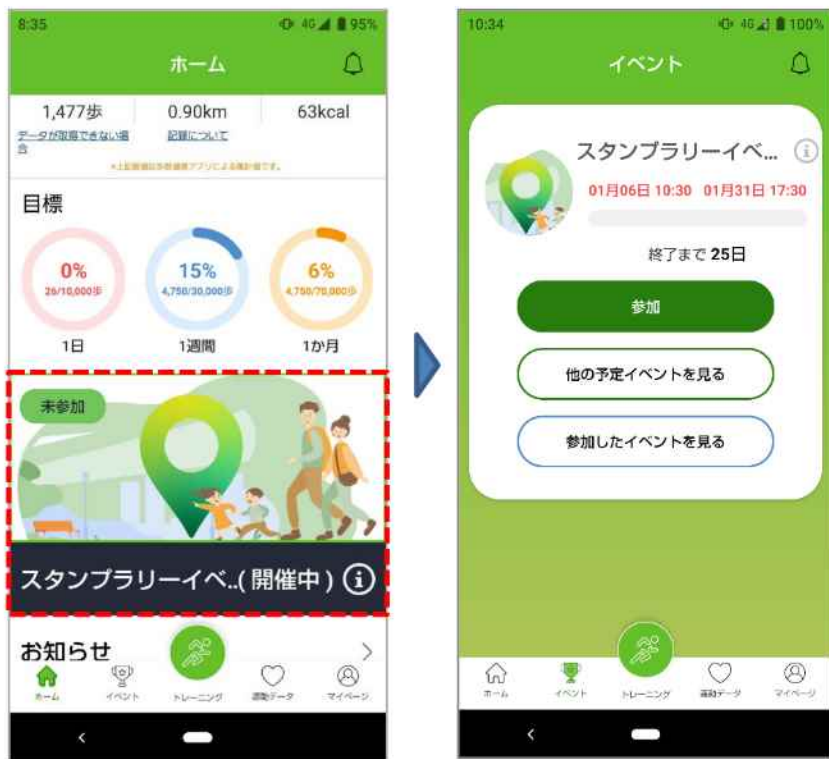 8:35
4G 95%
ホーム
1,477歩 0.90km 63kcal
データが取得できない場
合
記録について
目標
0%
26/10,000歩
15%
4,750/30,000歩
6%
4,750/70,000歩
1日 1週間 1か月
未参加
スタンプラリーイベ..(開催中)
お知らせ
ホーム イベント トレーニング 運動データ マイページ
10:34
4G 100%
イベント
スタンプラリーイベ...
01月06日 10:30 01月31日 17:30
終了まで 25日
参加
他の予定イベントを見る
参加したイベントを見る
ホーム イベント トレーニング 運動データ マイページ